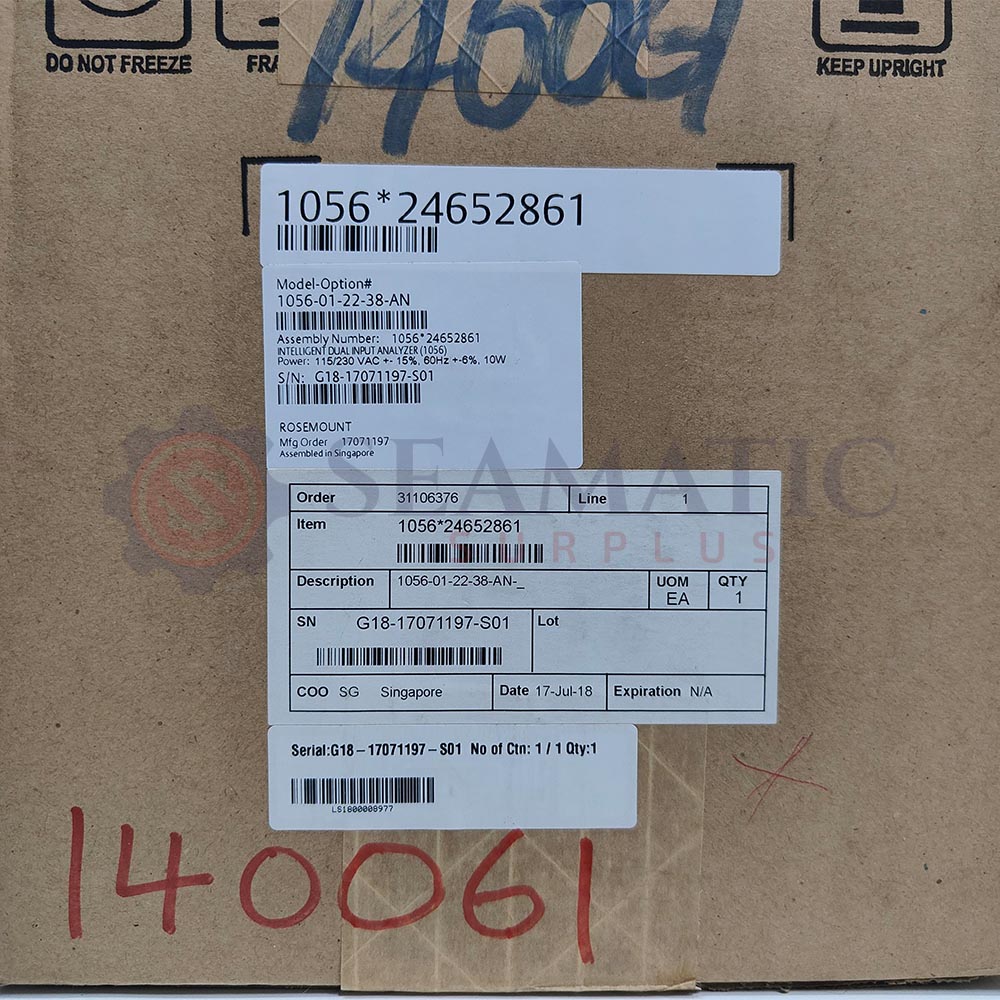 DO NOT FREEZE
KEEP UPRIGHT
1056*24652861
Model-Option#
1056-01-22-38-AN
Assembly Number: 1056*24652861
INTELLIGENT DUAL INPUT ANALYZER (1056)
Power: 115/230 VAC +- 15%, 60Hz +-6%, 10W
S/N: G18-17071197-S01
ROSEMOUNT
Mfg Order 17071197
Assembled in Singapore
SEAMATIC
SURPLUS
Order 31106376 Line 1
Item 1056*24652861
Description 1056-01-22-38-AN-_ UOM EA QTY 1
SN G18-17071197-S01 Lot
COO SG Singapore Date 17-Jul-18 Expiration N/A
Serial:G18-17071197-S01 No of Ctn: 1 / 1 Qty:1
LS1800008977
140061